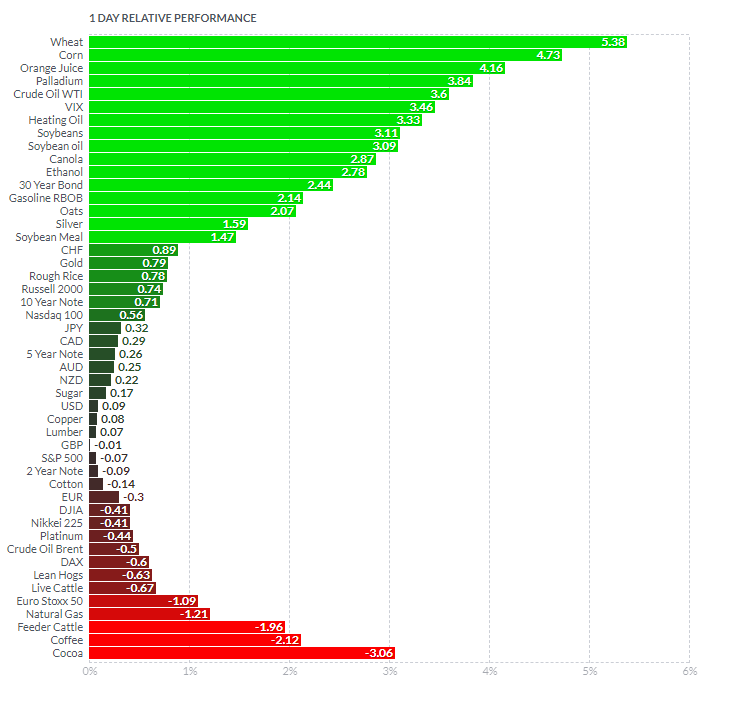 1 DAY RELATIVE PERFORMANCE
Wheat 5.38
Corn 4.73
Orange Juice 4.16
Palladium 3.84
Crude Oil WTI 3.6
VIX 3.46
Heating Oil 3.33
Soybeans 3.11
Soybean oil 3.09
Canola 2.87
Ethanol 2.78
30 Year Bond 2.44
Gasoline RBOB 2.14
Oats 2.07
Silver 1.59
Soybean Meal 1.47
CHF 0.89
Gold 0.79
Rough Rice 0.78
Russell 2000 0.74
10 Year Note 0.71
Nasdaq 100 0.56
JPY 0.32
CAD 0.29
5 Year Note 0.26
AUD 0.25
NZD 0.22
Sugar 0.17
USD 0.09
Copper 0.08
Lumber 0.07
GBP -0.01
S&P 500 -0.07
2 Year Note -0.09
Cotton -0.14
EUR -0.3
DJIA -0.41
Nikkei 225 -0.41
Platinum -0.44
Crude Oil Brent -0.5
DAX -0.6
Lean Hogs -0.63
Live Cattle -0.67
Euro Stoxx 50 -1.09
Natural Gas -1.21
Feeder Cattle -1.96
Coffee -2.12
Cocoa -3.06
0% 1% 2% 3% 4% 5% 6%